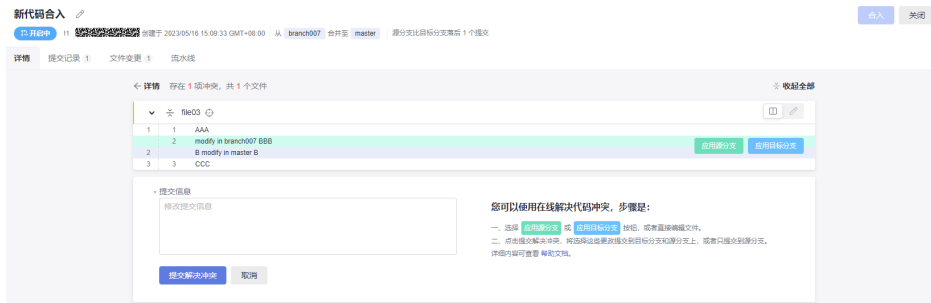 新代码合入
合入 关闭
开启中 !1 创建于 2023/05/16 15:09:33 GMT+08:00 从 branch007 合并至 master 源分支比目标分支落后 1 个提交
详情 提交记录 1 文件变更 1 流水线
详情 存在 1 项冲突，共 1 个文件 收起全部
file03
1 1 AAA
2 modify in branch007 BBB
2 B modify in master B
应用源分支 应用目标分支
3 3 CCC
* 提交信息
修改提交信息
提交解决冲突 取消
您可以使用在线解决代码冲突，步骤是：
一、选择 应用源分支 或 应用目标分支 按钮，或者直接编辑文件。
二、点击提交解决冲突，将选择这些更改提交到目标分支和源分支上，或者只提交到源分支。
详细内容可查看 帮助文档。